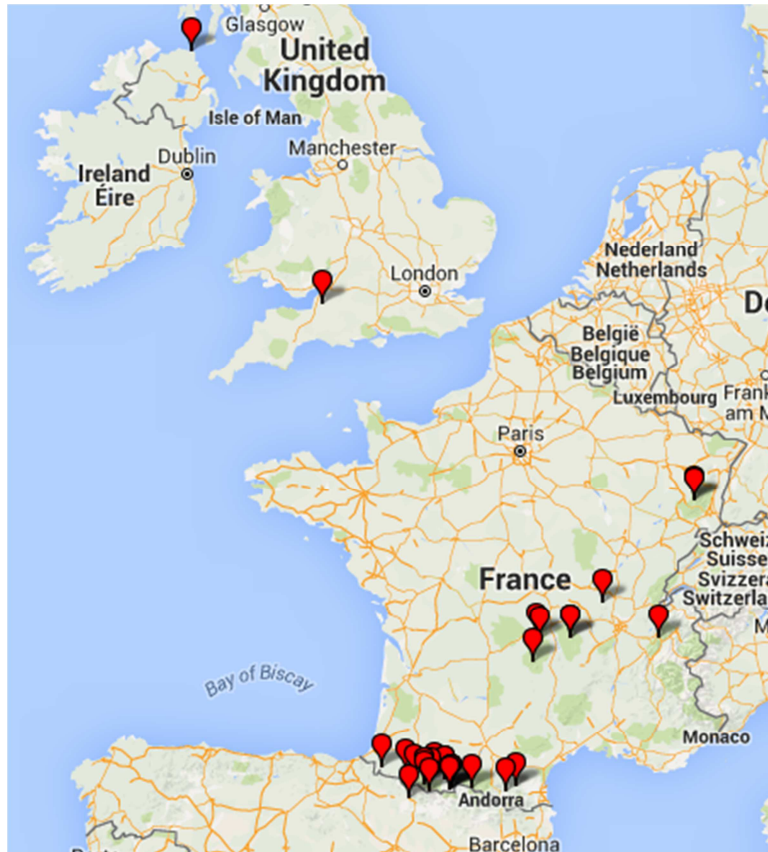 Glasgow
United
Kingdom
Isle of Man
Manchester
Dublin
Ireland
Éire
London
Nederland
Netherlands
België
Belgique
Belgium
Luxembourg
Frank
am M
Paris
Schweiz
Suisse
Svizzera
Switzerla
France
Bay of Biscay
Monaco
Andorra
Barcelona